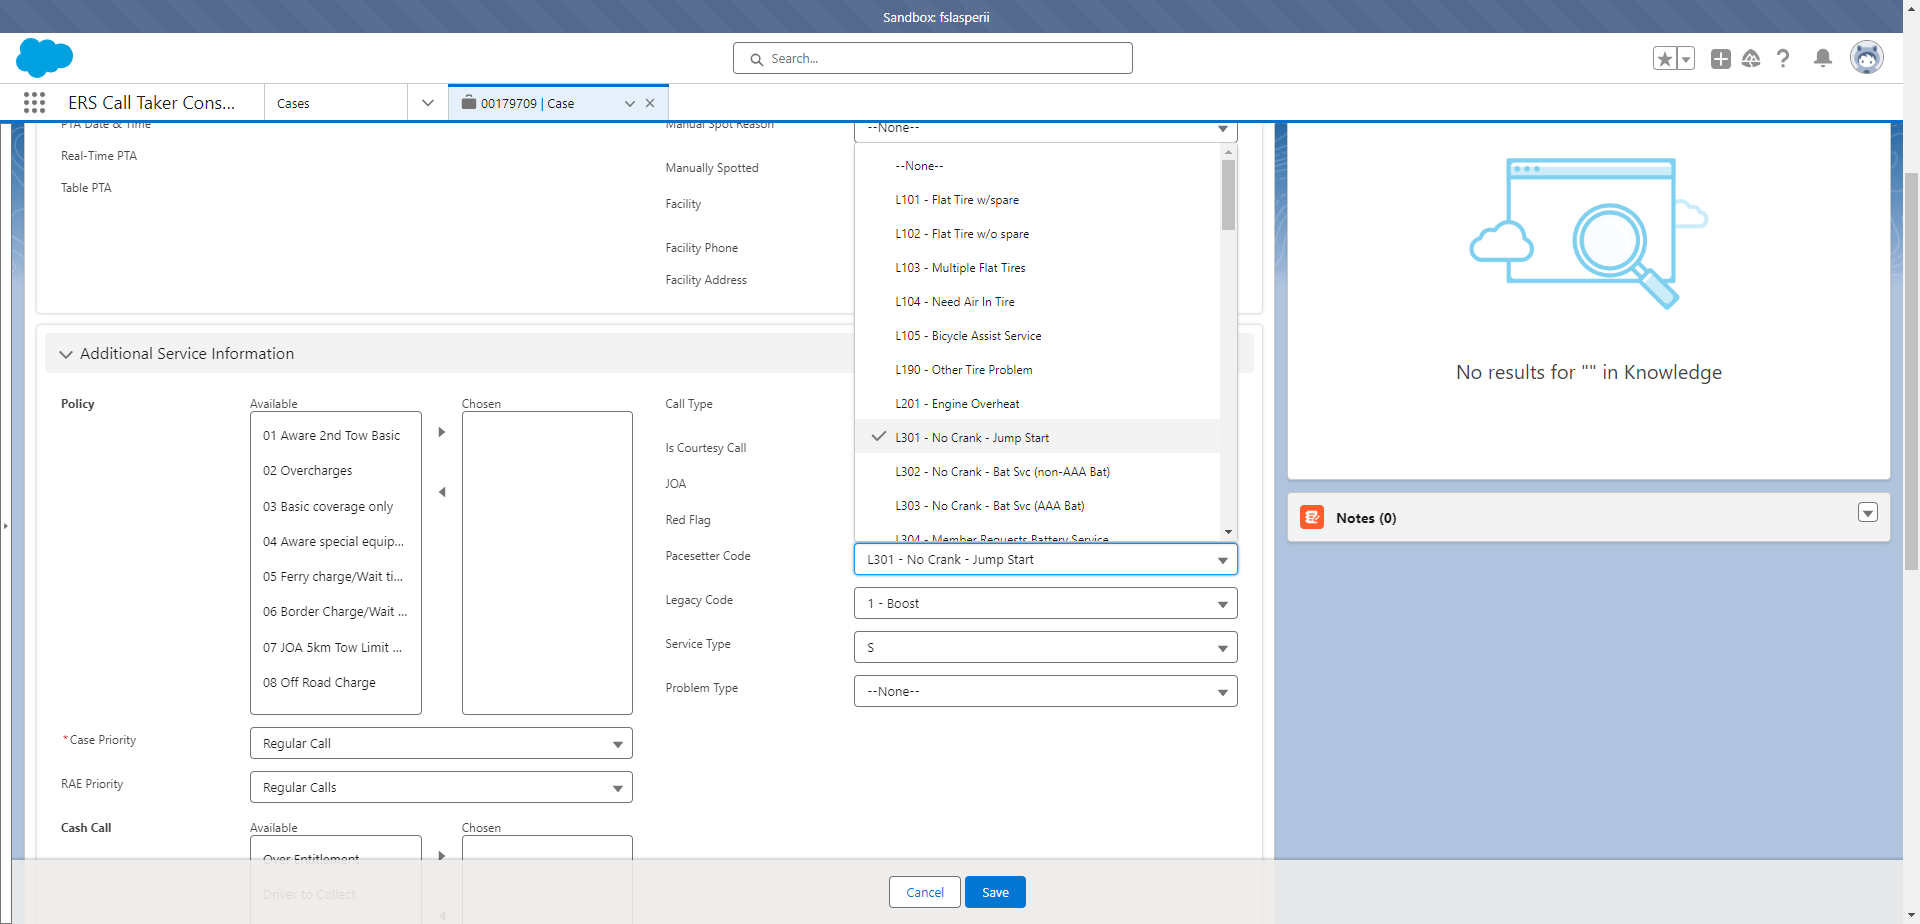 Sandbox: fslasperii
Search...
ERS Call Taker Cons...
Cases
00179709 | Case
PTA Date & Time
Real-Time PTA
Table PTA
Manual Spot Reason
--None--
Manually Spotted
Facility
Facility Phone
Facility Address
--None--
L101 - Flat Tire w/spare
L102 - Flat Tire w/o spare
L103 - Multiple Flat Tires
L104 - Need Air In Tire
L105 - Bicycle Assist Service
L190 - Other Tire Problem
L201 - Engine Overheat
L301 - No Crank - Jump Start
L302 - No Crank - Bat Svc (non-AAA Bat)
L303 - No Crank - Bat Svc (AAA Bat)
L304 - Member Requests Battery Service
Additional Service Information
Policy
Available
01 Aware 2nd Tow Basic
02 Overcharges
03 Basic coverage only
04 Aware special equip...
05 Ferry charge/Wait ti...
06 Border Charge/Wait ...
07 JOA 5km Tow Limit ...
08 Off Road Charge
Chosen
Call Type
Is Courtesy Call
JOA
Red Flag
Pacesetter Code
L301 - No Crank - Jump Start
Legacy Code
1 - Boost
Service Type
S
Problem Type
--None--
*Case Priority
Regular Call
RAE Priority
Regular Calls
Cash Call
Available
Over Entitlement
Driver to Collect
Chosen
Cancel
Save
No results for "" in Knowledge
Notes (0)